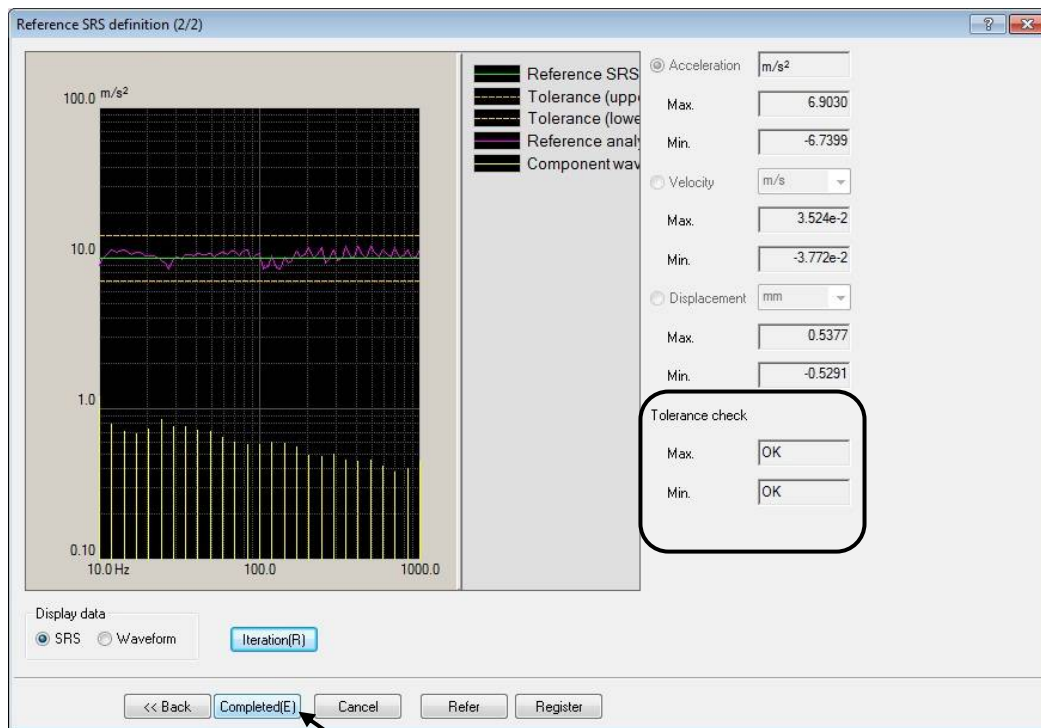 Reference SRS definition (2/2)
m/s²
100.0
10.0
1.0
0.10
10.0 Hz
100.0
1000.0
Reference SRS
Tolerance (uppe
Tolerance (lowe
Reference analy
Component wav
Acceleration m/s²
Max. 6.9030
Min. -6.7399
Velocity m/s
Max. 3.524e-2
Min. -3.772e-2
Displacement mm
Max. 0.5377
Min. -0.5291
Tolerance check
Max. OK
Min. OK
Display data
SRS Waveform
Iteration(R)
<< Back Completed(E) Cancel Refer Register